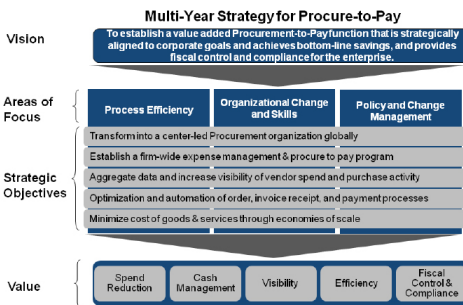 Multi-Year Strategy for Procure-to-Pay
Vision
To establish a value added Procurement-to-Pay function that is strategically
aligned to corporate goals and achieves bottom-line savings, and provides
fiscal control and compliance for the enterprise.
Areas of
Focus
Process Efficiency
Organizational Change
and Skills
Policy and Change
Management
Strategic
Objectives
Transform into a center-led Procurement organization globally
Establish a firm-wide expense management & procure to pay program
Aggregate data and increase visibility of vendor spend and purchase activity
Optimization and automation of order, invoice receipt, and payment processes
Minimize cost of goods & services through economies of scale
Value
Spend
Reduction
Cash
Management
Visibility
Efficiency
Fiscal
Control &
Compliance